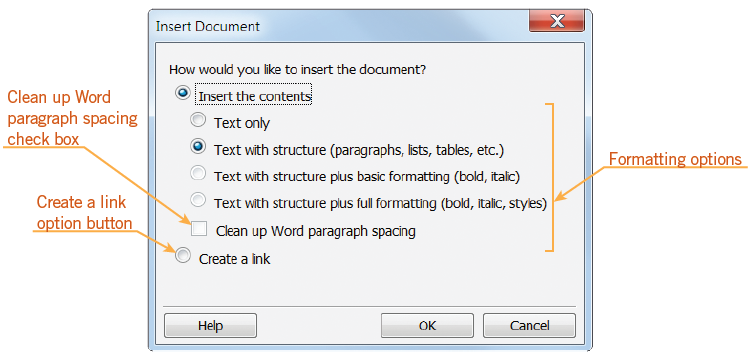 Insert Document
How would you like to insert the document?
Insert the contents
Text only
Text with structure (paragraphs, lists, tables, etc.)
Text with structure plus basic formatting (bold, italic)
Text with structure plus full formatting (bold, italic, styles)
Clean up Word paragraph spacing
Create a link
Help
OK
Cancel
Clean up Word
paragraph spacing
check box
Create a link
option button
Formatting options